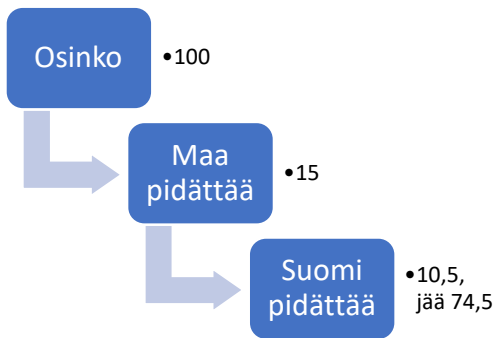 Osinko
•100
Maa
pidättää
•15
Suomi
pidättää
•10,5,
jää 74,5